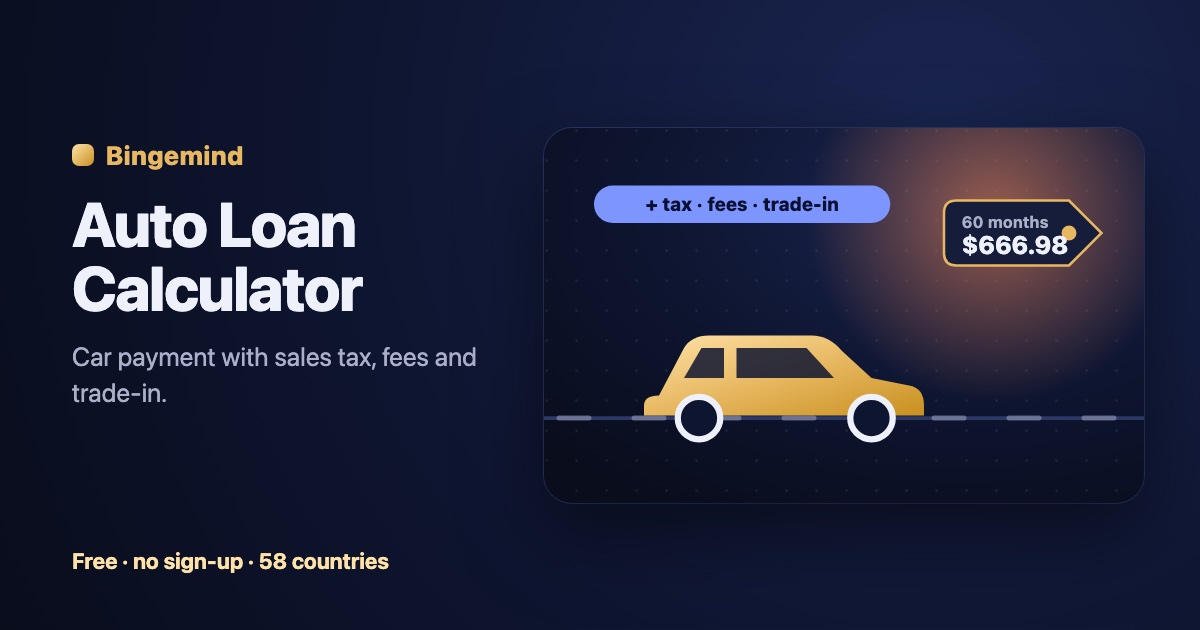 Bingemind
Auto Loan
Calculator
Car payment with sales tax, fees and
trade-in.
+ tax · fees · trade-in
60 months
$666.98
Free · no sign-up · 58 countries